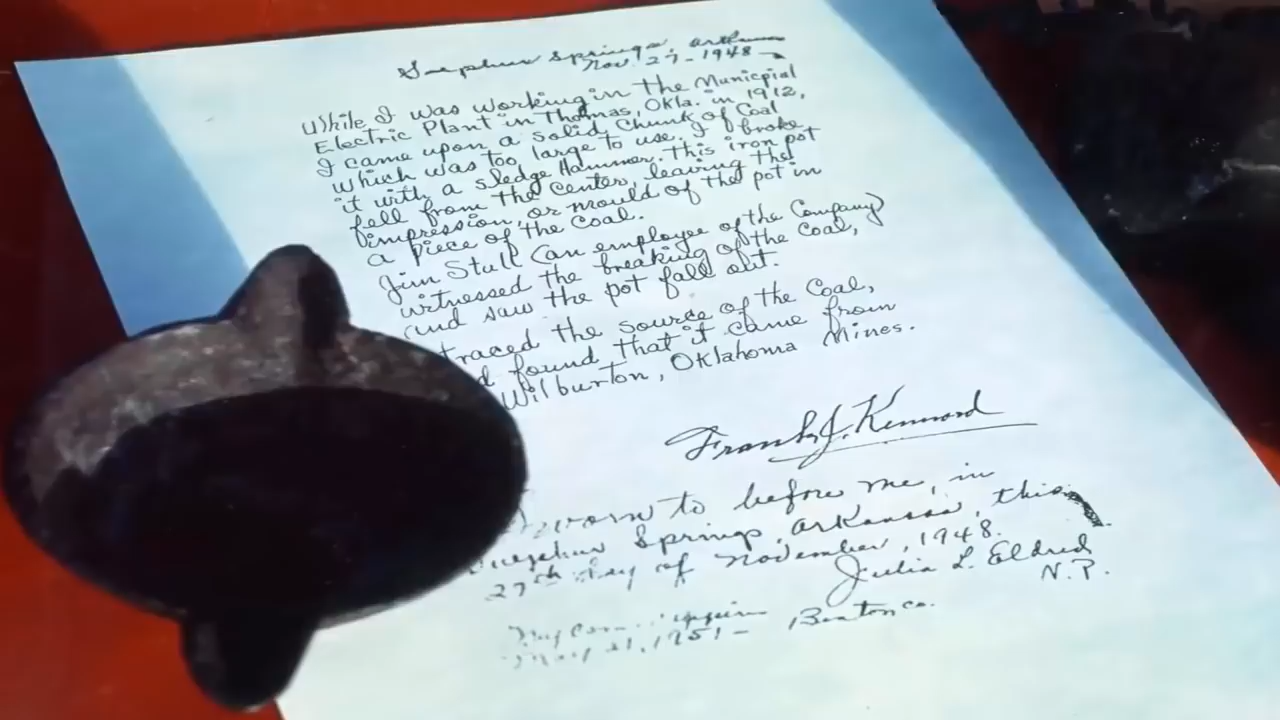 Springs, Arkansas
Nov. 27-1948
While I was working in the Municpial
Electric Plant in Thomas, Okla. in 1912,
I came upon a solid Chunk of Coal
which was too large to use. I broke
it with a sledge Hammer. This iron pot
fell from the center, leaving the
impression, or mould of the pot in
a piece of the Coal.
Jim Stull (an employee of the Company)
witnessed the breaking of the Coal,
and saw the pot fall out.
traced the source of the Coal,
found that it came from
Wilburton, Oklahoma Mines.
Frank J. Kennard
Sworn to before me, in
Springs, Arkansas, this
27th day of November, 1948.
Julia L. Eldred
N.P.
My Com
21, 1951- Benton co.